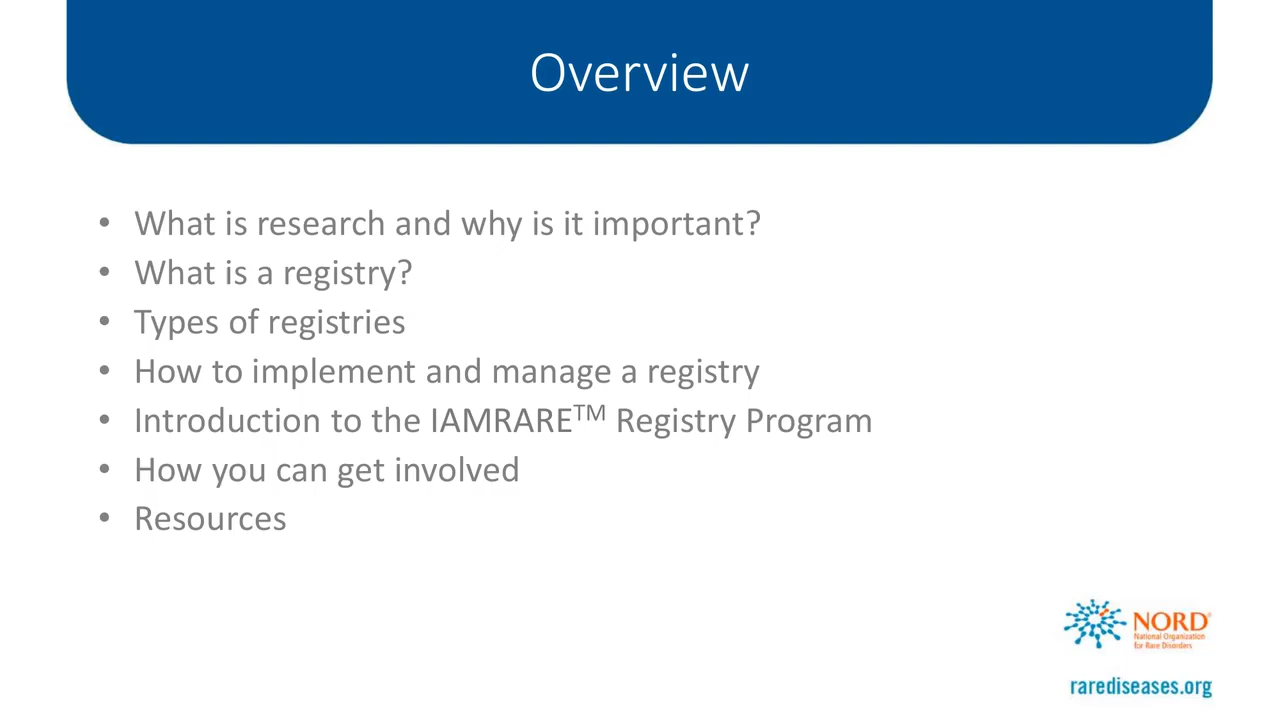 Overview
• What is research and why is it important?
• What is a registry?
• Types of registries
• How to implement and manage a registry
• Introduction to the IAMRARE™ Registry Program
• How you can get involved
• Resources
NORD®
National Organization
for Rare Disorders
rarediseases.org